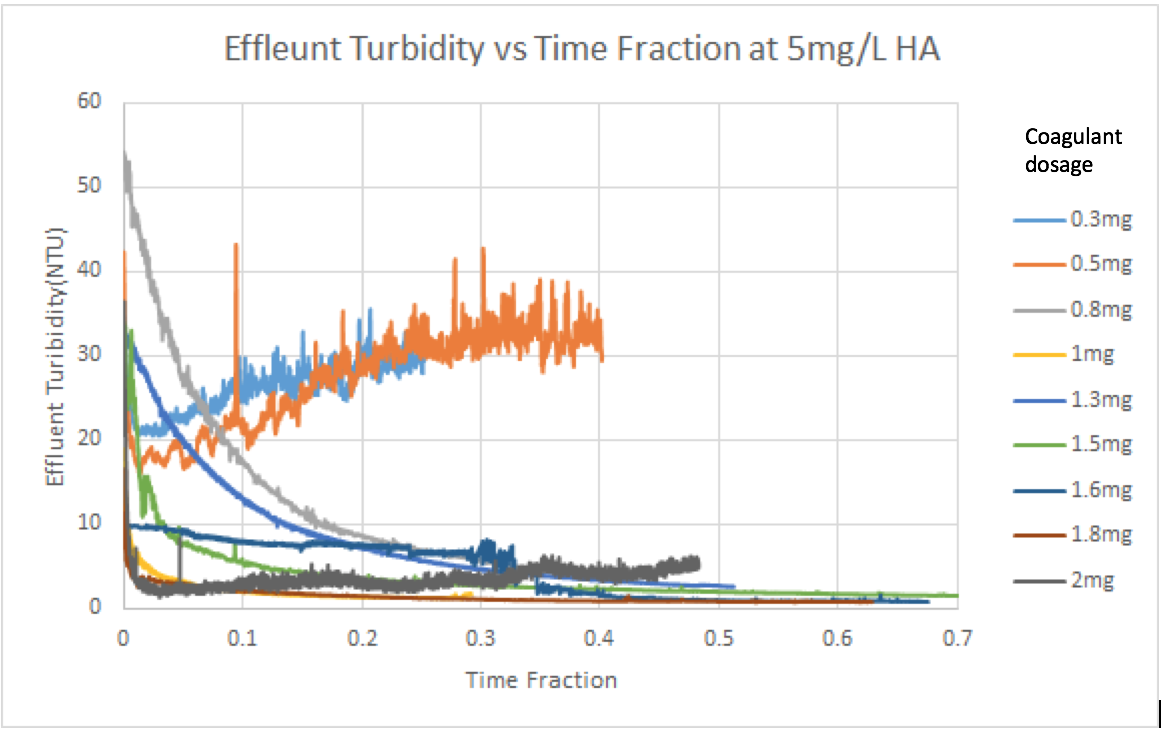 Effleunt Turbidity vs Time Fraction at 5mg/L HA
60
50
40
30
20
10
0
Effluent Turibidity(NTU)
0 0.1 0.2 0.3 0.4 0.5 0.6 0.7
Time Fraction
Coagulant
dosage
0.3mg
0.5mg
0.8mg
1mg
1.3mg
1.5mg
1.6mg
1.8mg
2mg